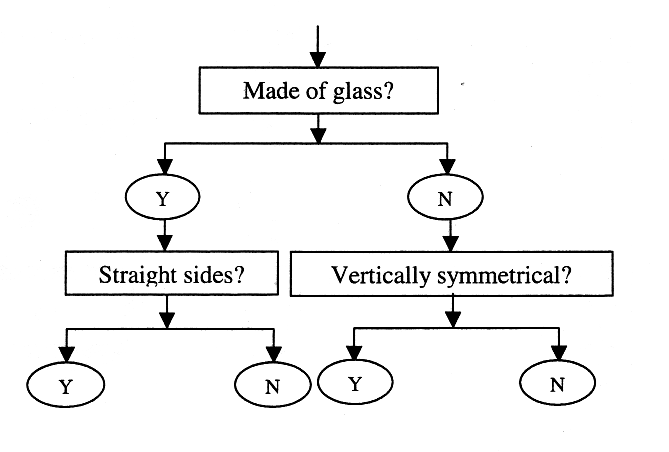 Made of glass?
Y
N
Straight sides?
Vertically symmetrical?
Y
N
Y
N